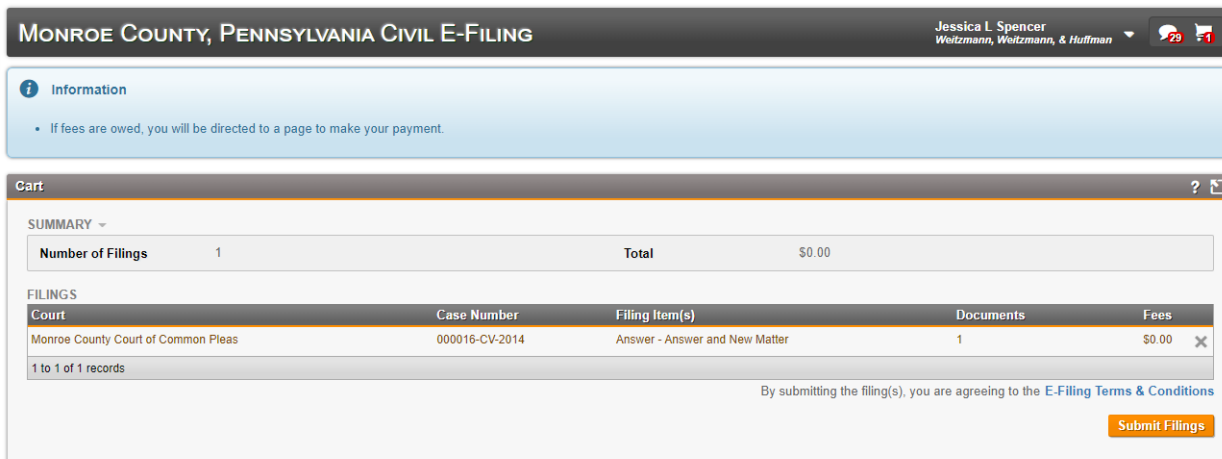 MONROE COUNTY, PENNSYLVANIA CIVIL E-FILING
Jessica L Spencer
Weitzmann, Weitzmann, & Huffman
29
1
Information
• If fees are owed, you will be directed to a page to make your payment.
Cart
?
SUMMARY
Number of Filings 1 Total $0.00
FILINGS
Court Case Number Filing Item(s) Documents Fees
Monroe County Court of Common Pleas 000016-CV-2014 Answer - Answer and New Matter 1 $0.00
1 to 1 of 1 records
By submitting the filing(s), you are agreeing to the E-Filing Terms & Conditions
Submit Filings